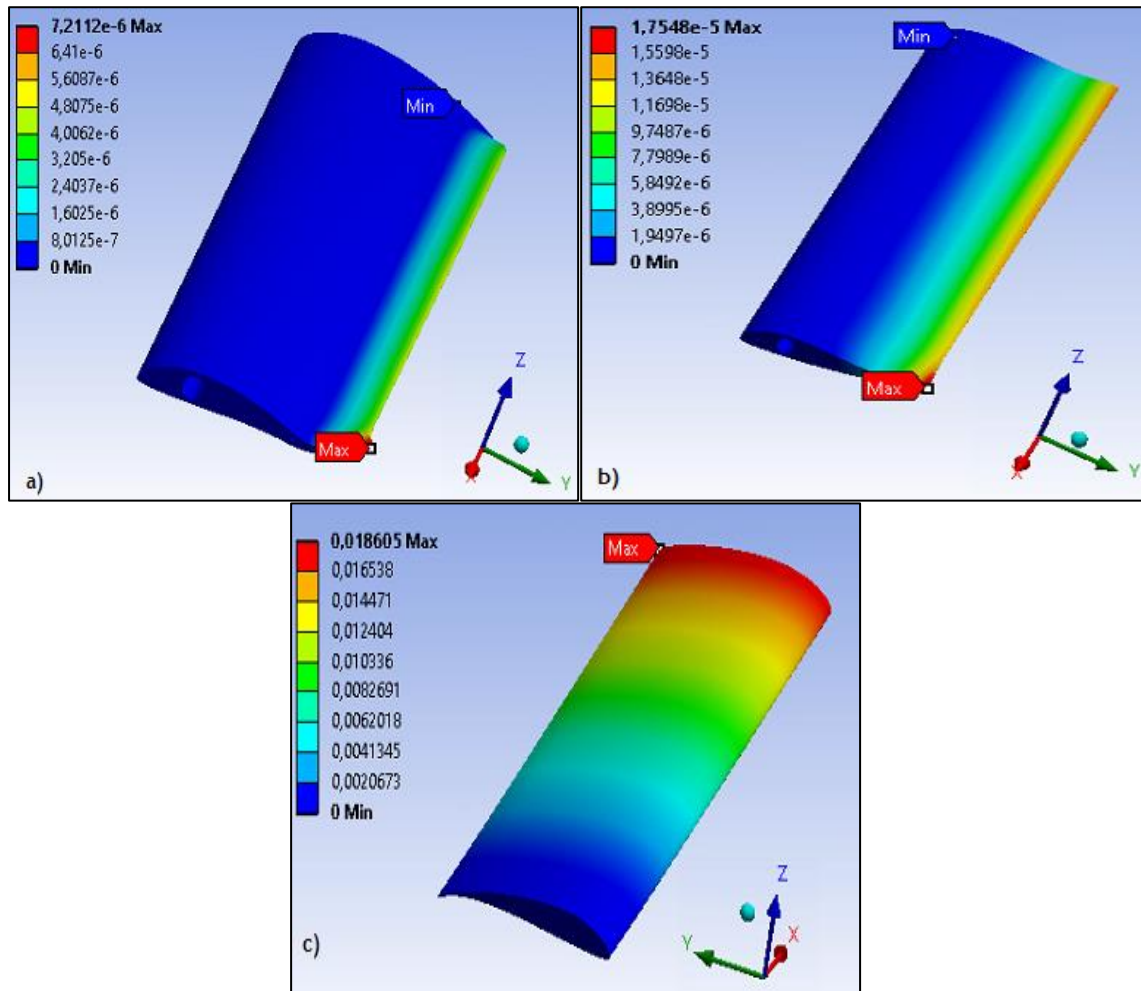 7,2112e-6 Max
6,41e-6
5,6087e-6
4,8075e-6
4,0062e-6
3,205e-6
2,4037e-6
1,6025e-6
8,0125e-7
0 Min
Min
Max
Z
X
Y
a)
1,7548e-5 Max
1,5598e-5
1,3648e-5
1,1698e-5
9,7487e-6
7,7989e-6
5,8492e-6
3,8995e-6
1,9497e-6
0 Min
Min
Max
Z
X
Y
b)
0,018605 Max
0,016538
0,014471
0,012404
0,010336
0,0082691
0,0062018
0,0041345
0,0020673
0 Min
Max
Z
Y
X
c)